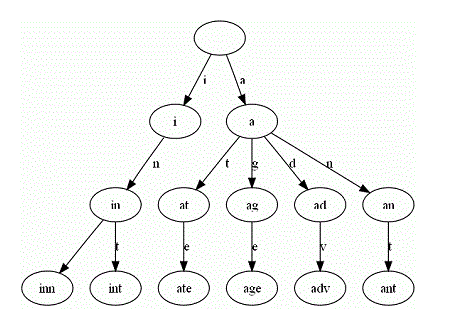 i a
i a
n t g d n
in at ag ad an
t e e v t
inn int ate age adv ant